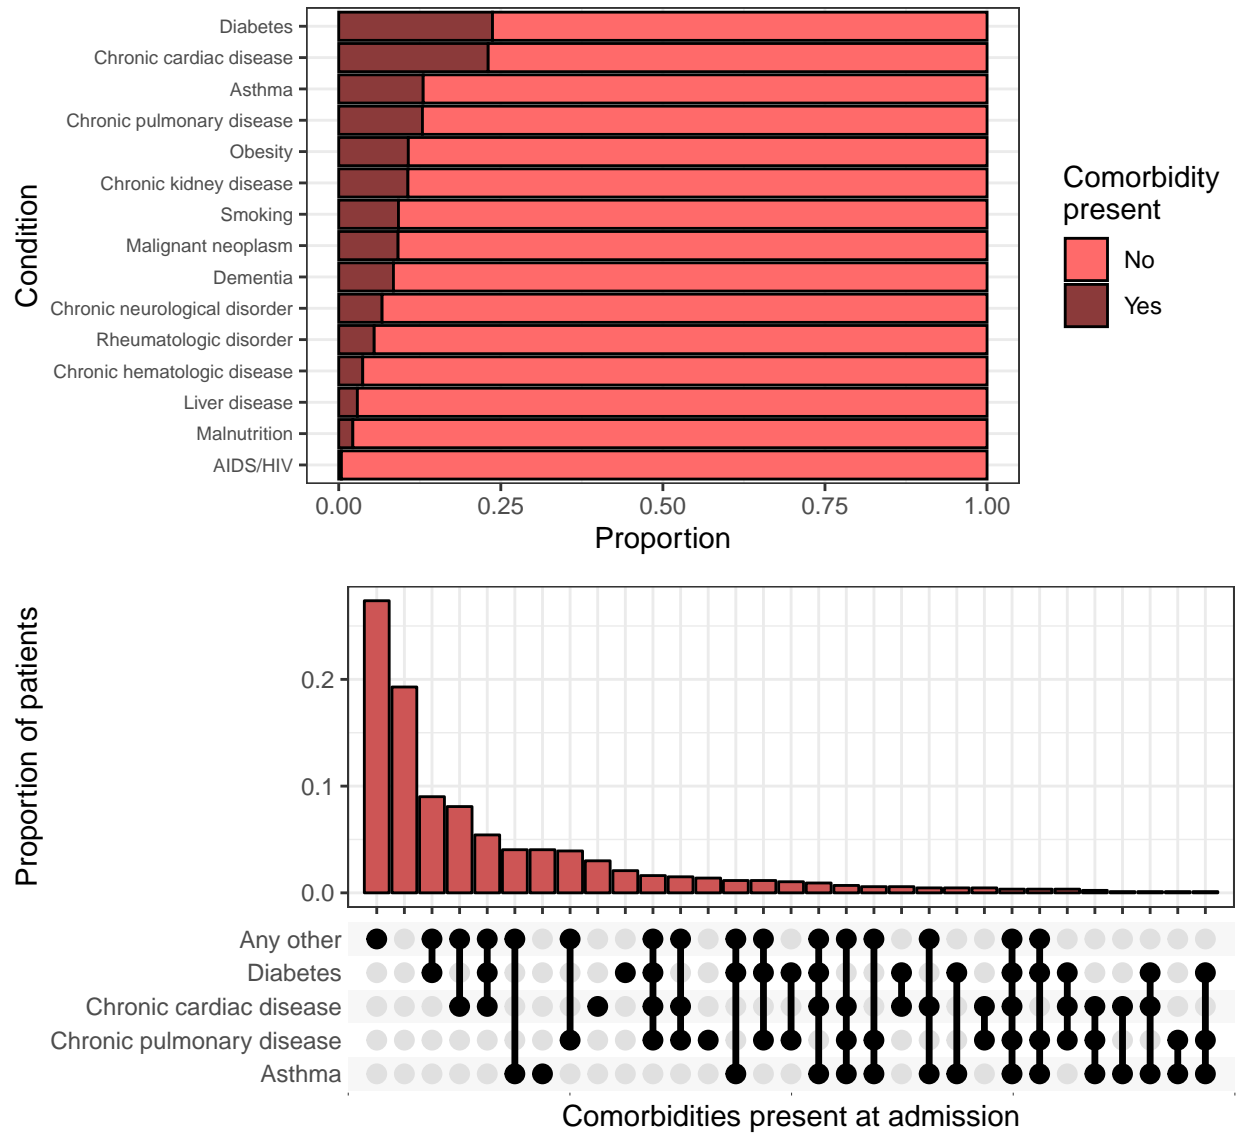 Condition
Diabetes
Chronic cardiac disease
Asthma
Chronic pulmonary disease
Obesity
Chronic kidney disease
Smoking
Malignant neoplasm
Dementia
Chronic neurological disorder
Rheumatologic disorder
Chronic hematologic disease
Liver disease
Malnutrition
AIDS/HIV
0.00 0.25 0.50 0.75 1.00
Proportion
Comorbidity
present
No
Yes
Proportion of patients
0.2
0.1
0.0
Any other
Diabetes
Chronic cardiac disease
Chronic pulmonary disease
Asthma
Comorbidities present at admission